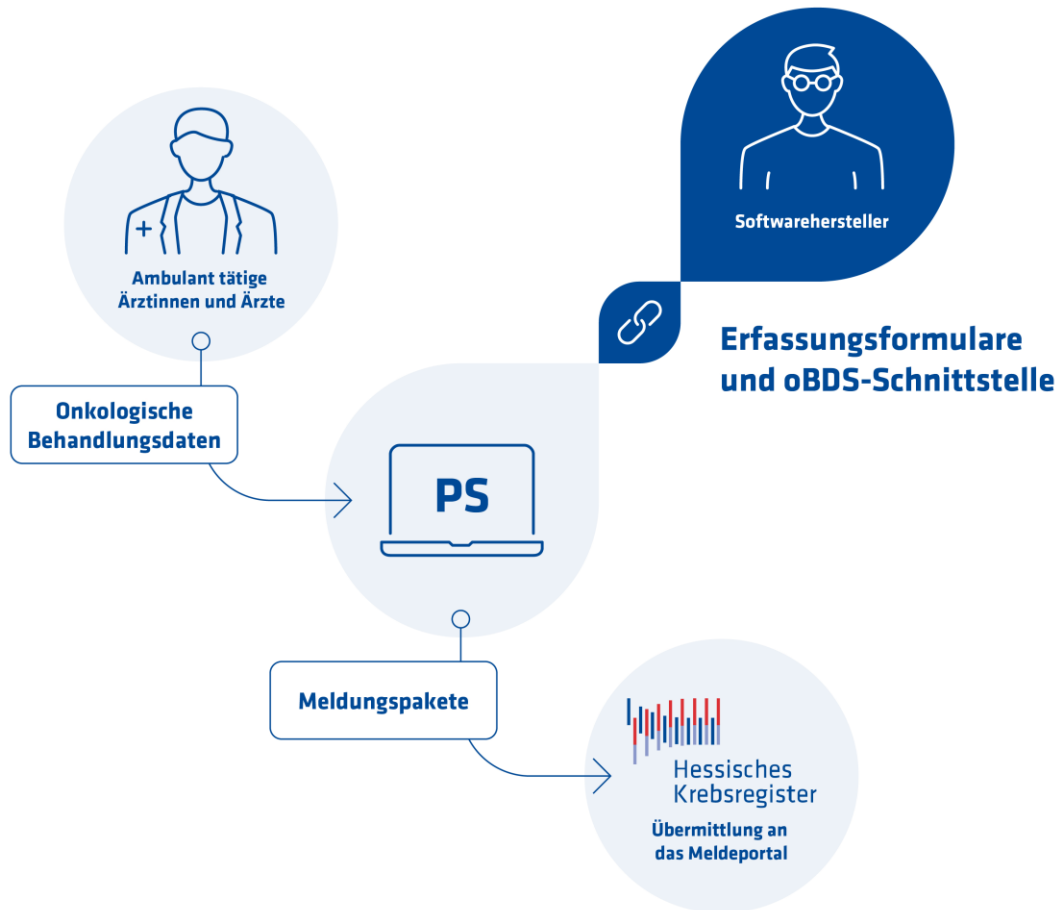 Softwarehersteller
Ambulant tätige
Ärztinnen und Ärzte
Erfassungsformulare
und oBDS-Schnittstelle
Onkologische
Behandlungsdaten
PS
Meldungspakete
Hessisches
Krebsregister
Übermittlung an
das Meldeportal